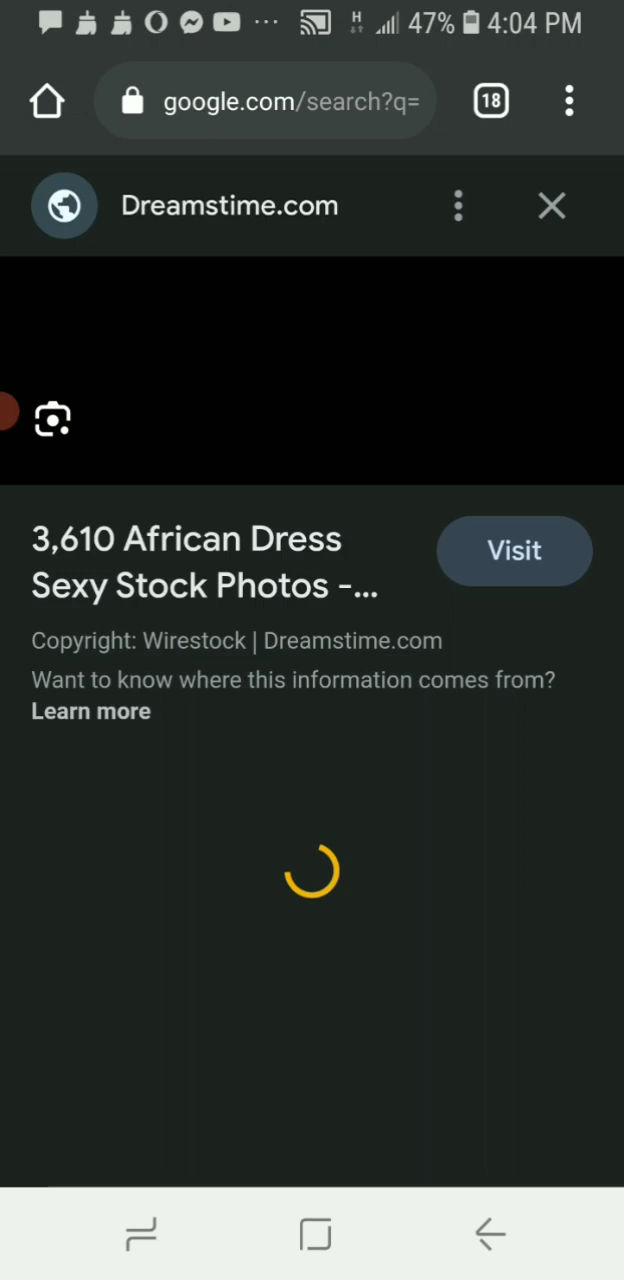 H 47% 4:04 PM
google.com/search?q=
18
Dreamstime.com
3,610 African Dress
Sexy Stock Photos -...
Visit
Copyright: Wirestock | Dreamstime.com
Want to know where this information comes from?
Learn more